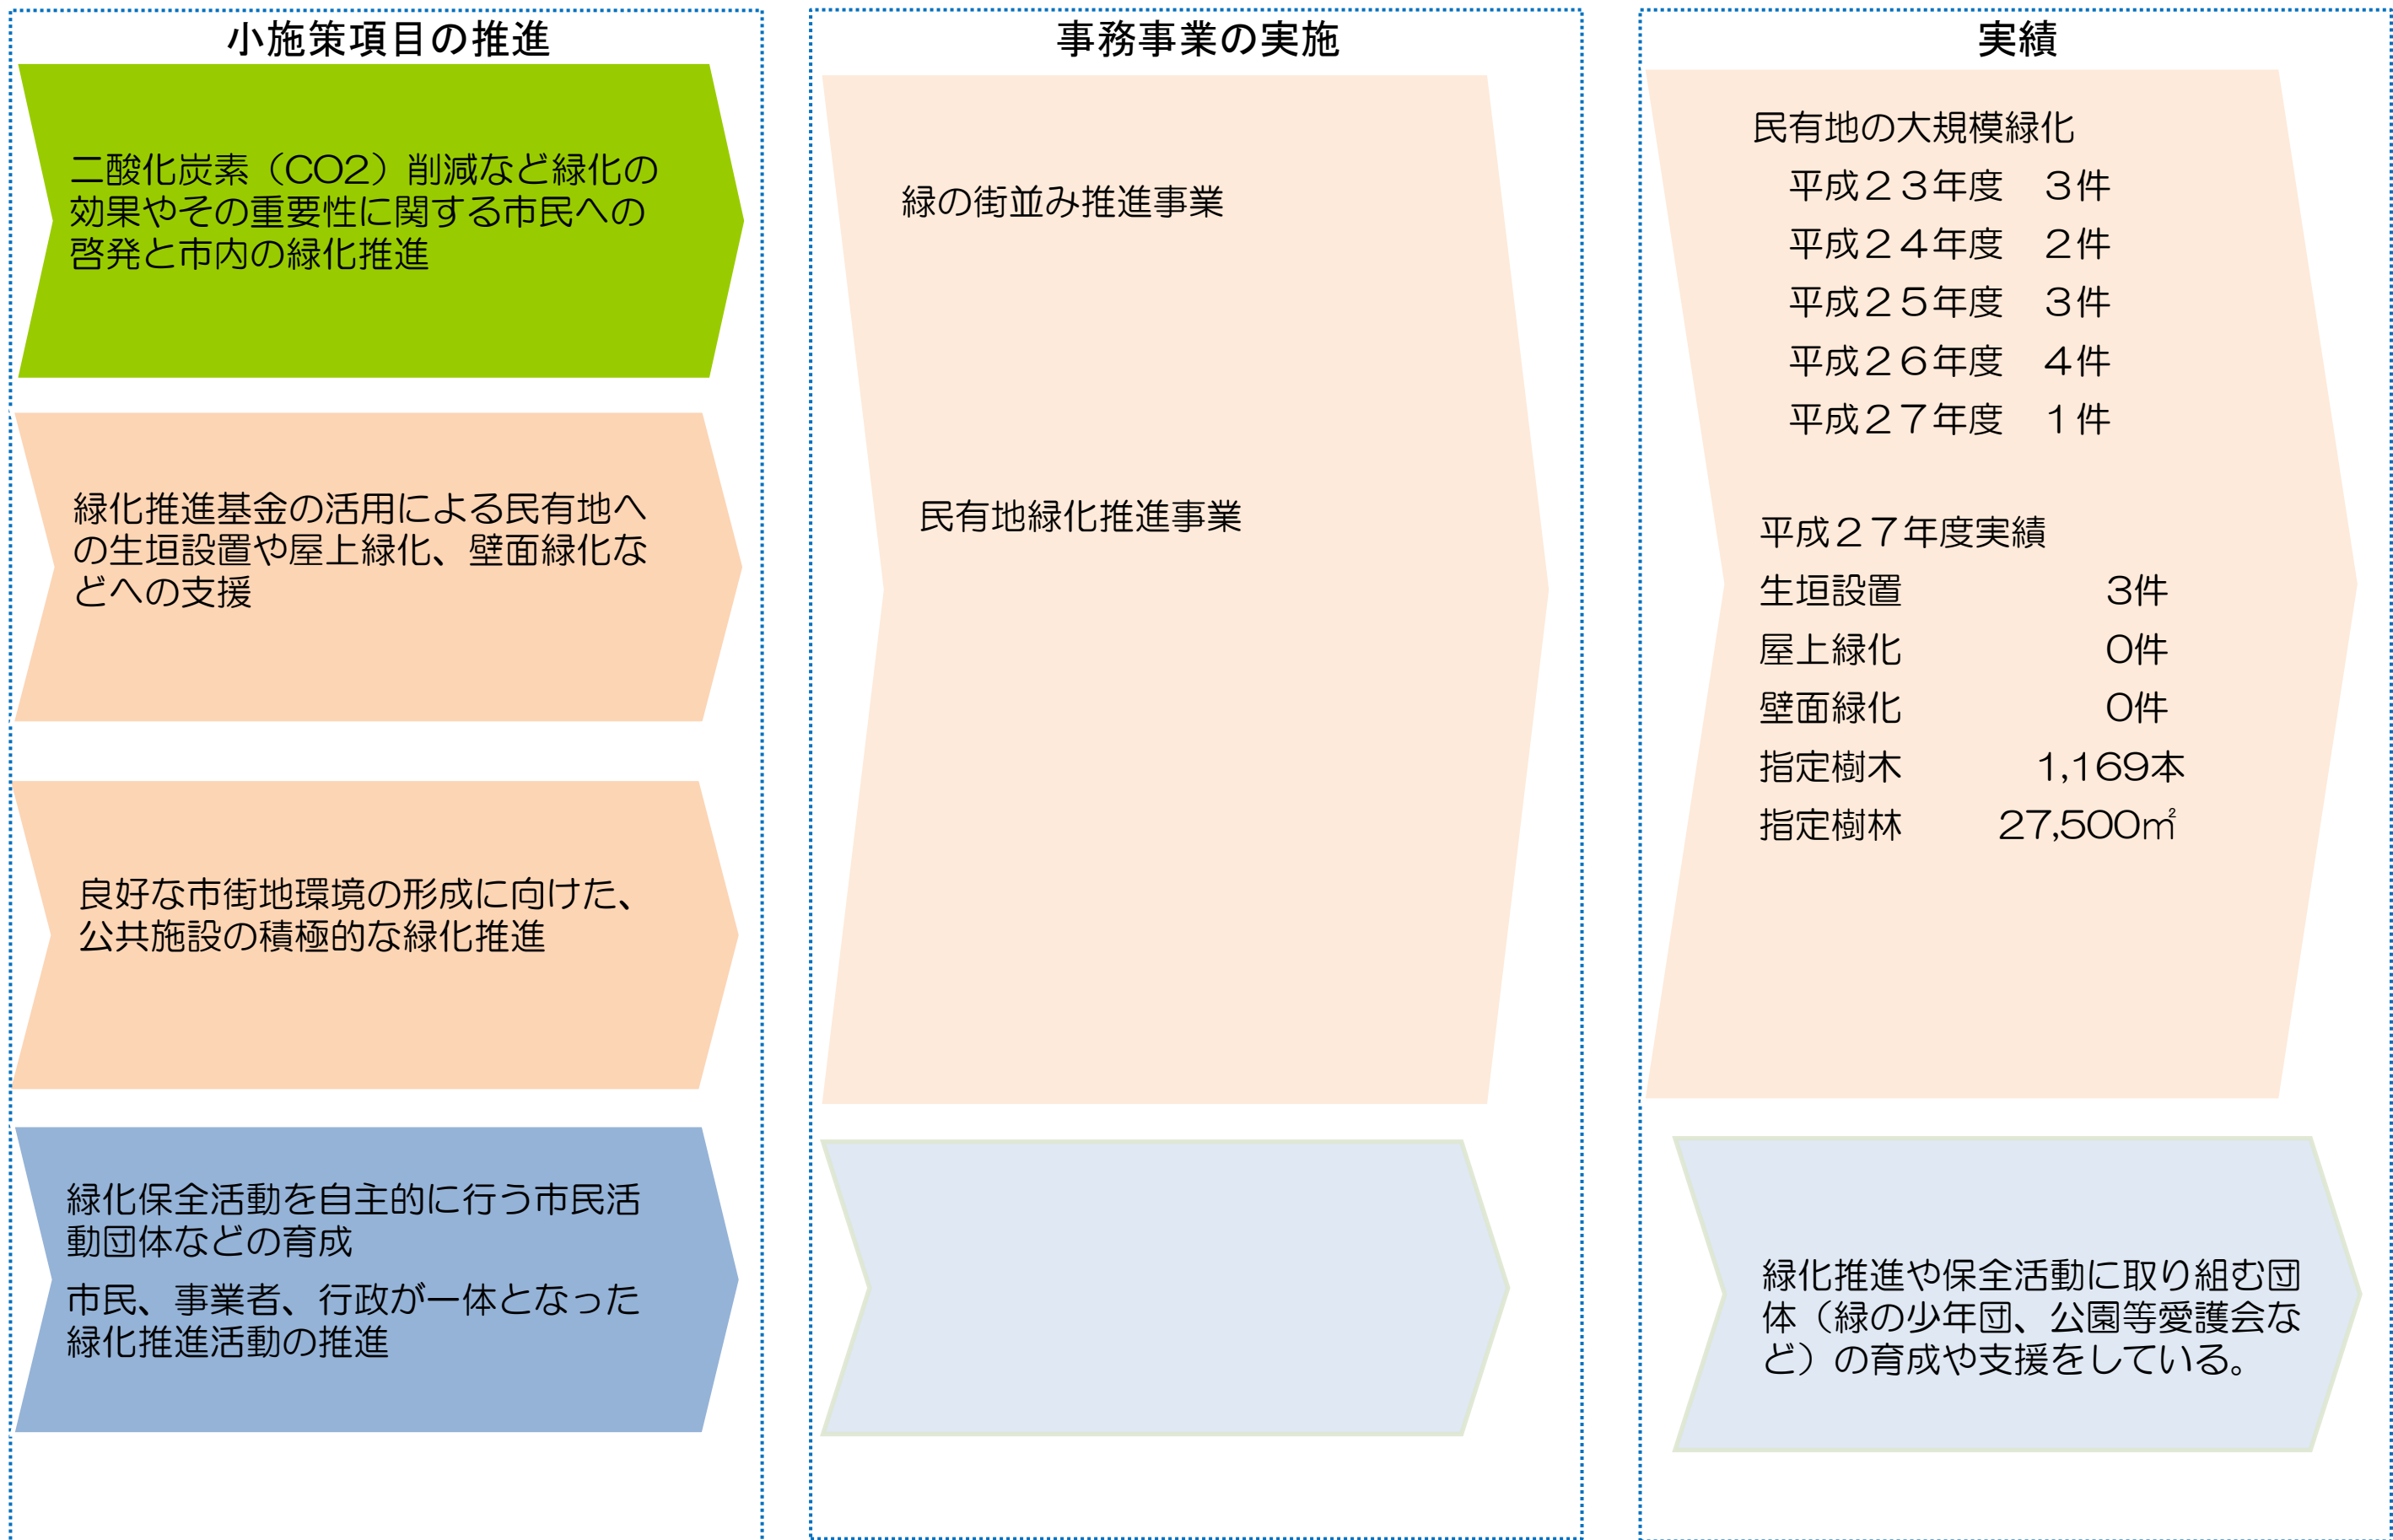 小施策項目の推進
二酸化炭素（CO2）削減など緑化の
効果やその重要性に関する市民への
啓発と市内の緑化推進
緑化推進基金の活用による民有地へ
の生垣設置や屋上緑化、壁面緑化な
どへの支援
良好な市街地環境の形成に向けた、
公共施設の積極的な緑化推進
緑化保全活動を自主的に行う市民活
動団体などの育成
市民、事業者、行政が一体となった
緑化推進活動の推進
事務事業の実施
緑の街並み推進事業
民有地緑化推進事業
実績
民有地の大規模緑化
平成２３年度　３件
平成２４年度　２件
平成２５年度　３件
平成２６年度　４件
平成２７年度　１件
平成２７年度実績
生垣設置　3件
屋上緑化　0件
壁面緑化　0件
指定樹木　1,169本
指定樹林　27,500㎡
緑化推進や保全活動に取り組む団
体（緑の少年団、公園等愛護会な
ど）の育成や支援をしている。